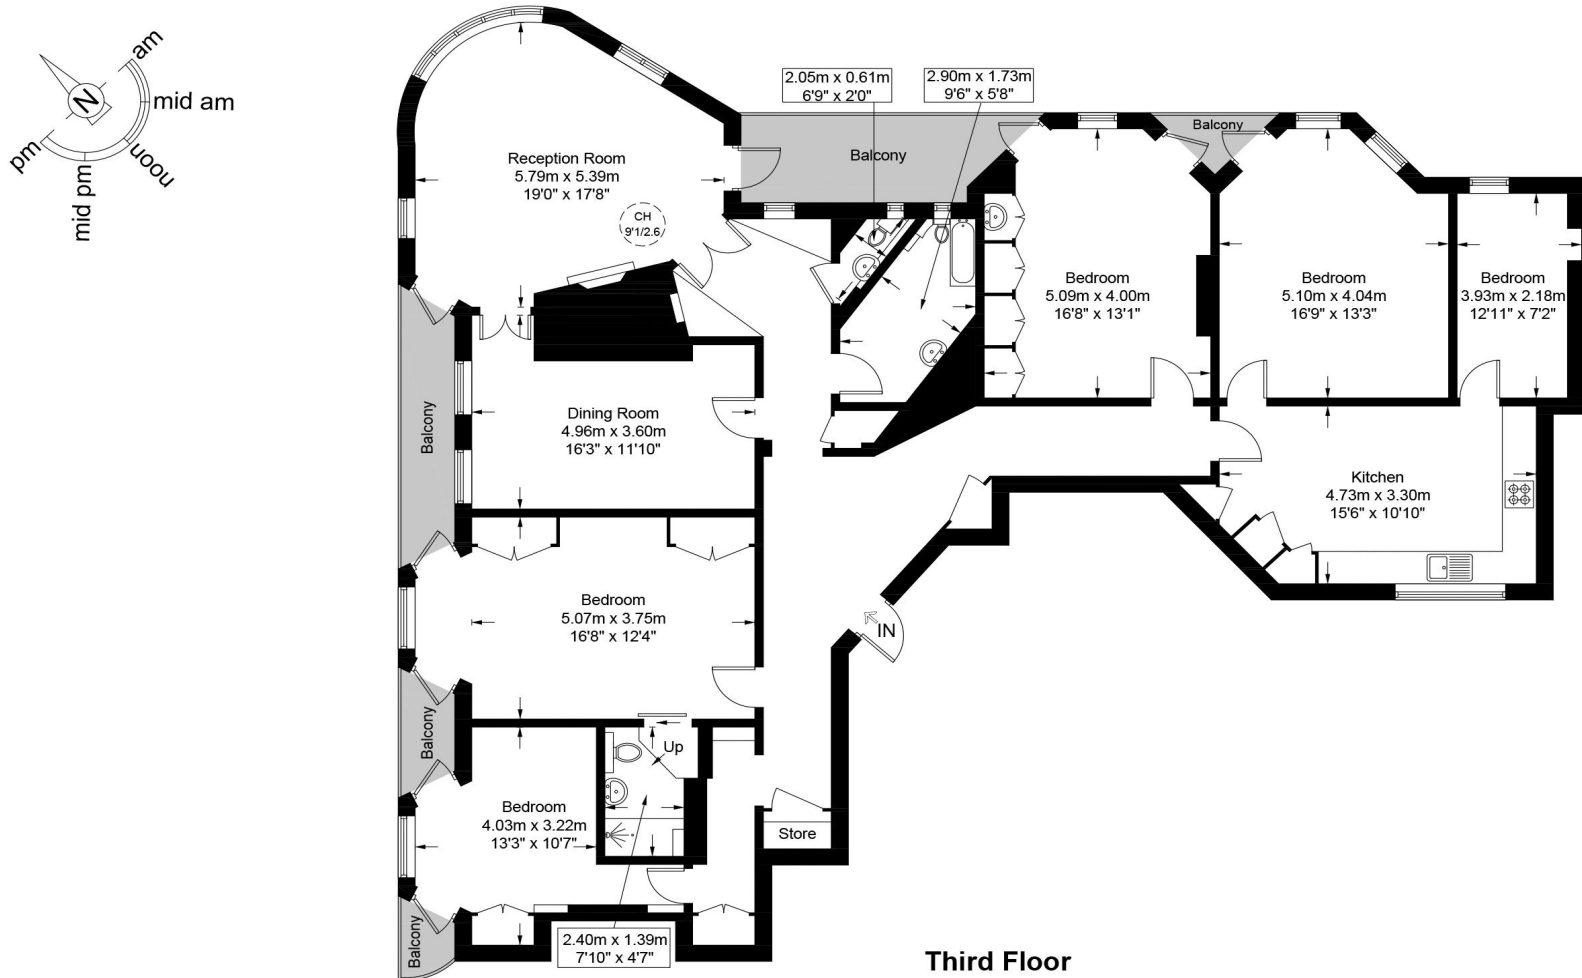 am
mid am
noon
mid pm
pm
N
2.05m x 0.61m
6'9" x 2'0"
2.90m x 1.73m
9'6" x 5'8"
Balcony
Balcony
Reception Room
5.79m x 5.39m
19'0" x 17'8"
CH
9'1/2.6
Bedroom
5.09m x 4.00m
16'8" x 13'1"
Bedroom
5.10m x 4.04m
16'9" x 13'3"
Bedroom
3.93m x 2.18m
12'11" x 7'2"
Balcony
Dining Room
4.96m x 3.60m
16'3" x 11'10"
Kitchen
4.73m x 3.30m
15'6" x 10'10"
Bedroom
5.07m x 3.75m
16'8" x 12'4"
IN
Balcony
Up
Bedroom
4.03m x 3.22m
13'3" x 10'7"
Store
Balcony
2.40m x 1.39m
7'10" x 4'7"
Third Floor